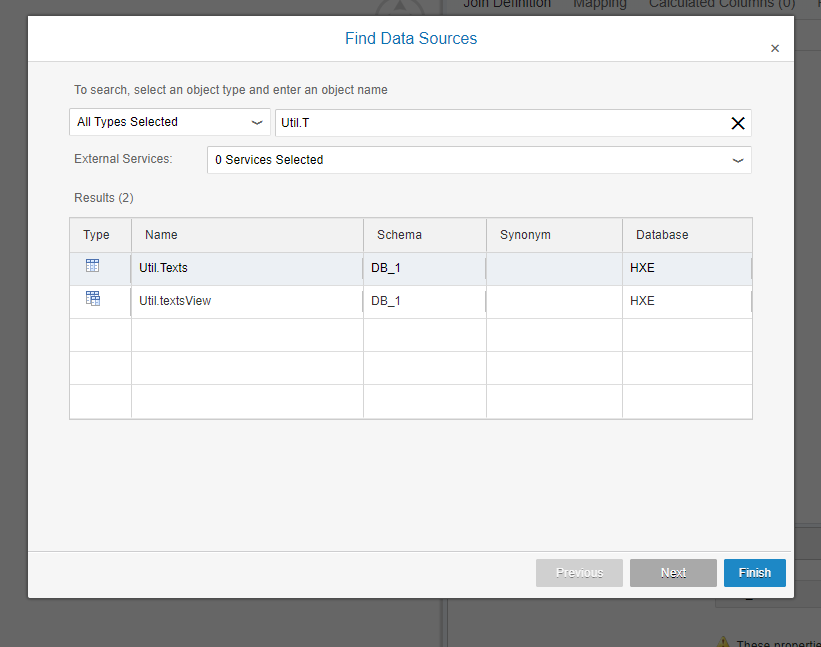 Join Definition Mapping Calculated Columns (0)
Find Data Sources
To search, select an object type and enter an object name
All Types Selected Util.T
External Services: 0 Services Selected
Results (2)
Type Name Schema Synonym Database
Util.Texts DB_1 HXE
Util.textsView DB_1 HXE
Previous Next Finish
These